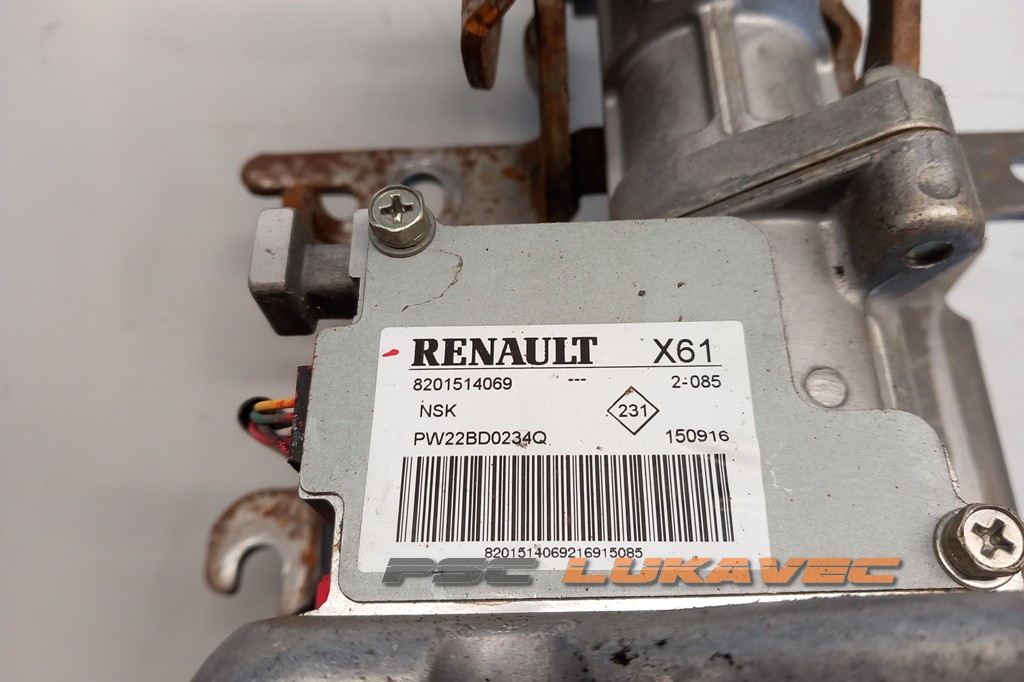 RENAULT X61
8201514069 --- 2-085
NSK 231
PW22BD0234Q 150916
8201514069216915085
PSC LUKAVEC